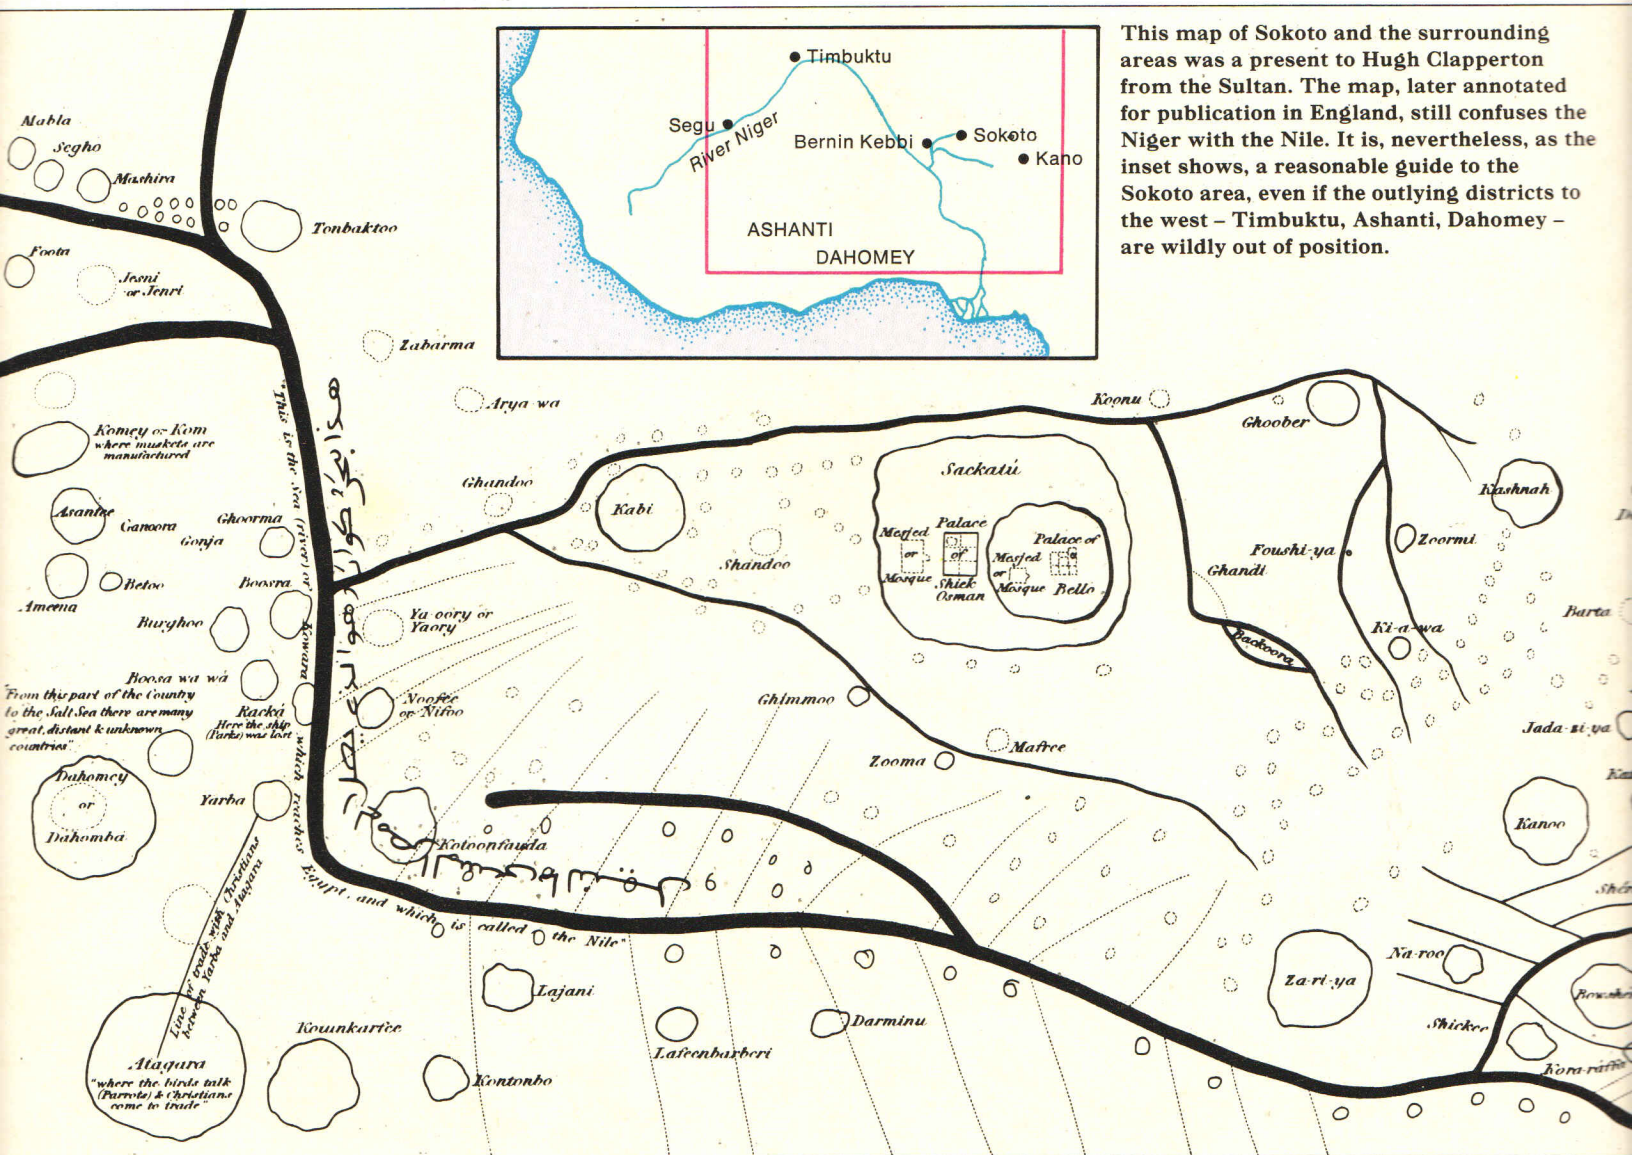 This map of Sokoto and the surrounding
areas was a present to Hugh Clapperton
from the Sultan. The map, later annotated
for publication in England, still confuses the
Niger with the Nile. It is, nevertheless, as the
inset shows, a reasonable guide to the
Sokoto area, even if the outlying districts to
the west – Timbuktu, Ashanti, Dahomey –
are wildly out of position.
Timbuktu
Segu
River Niger
Bernin Kebbi
Sokoto
Kano
ASHANTI
DAHOMEY
Mabla
Segho
Mashira
Tonbaktoo
Foota
Jesni
or Jenri
Zabarma
Arya-wa
Komey or Kom
where muskets are
manufactured
Asantee
Ganoora
Gonja
Ghoorma
Ameena
Betoo
Boosra
Burghoo
Boosa wa wá
"From this part of the Country
to the Salt Sea there are many
great, distant & unknown
countries"
Racká
Here the ship
(Parks) was lost
Dahomey
or
Dahomba
Yarba
Line of trade with Christians
between Yarba and Atagara
Atagara
"where the birds talk
(Parrots) & Christians
come to trade"
"This is the Sea (river) of Kowara which reaches Egypt, and which is called the Nile"
Ghandoo
Kabi
Shandoo
Ya-oory or
Yaory
Noofee
or Nifoo
Kotoonfauda
Koonu
Ghoober
Sackatú
Mesjed
or
Mosque
Palace
of
Shiek
Osman
Mesjed
or
Mosque
Palace of
Bello
Kashnah
Zoormi
Foushi-ya
Ghandi
Ki-a-wa
Backoora
Barta
Jada-zi-ya
Ghimmoo
Zooma
Mafree
Kanoo
Na-roo
Za-ri-ya
Shickee
Kora-raffa
Lajani
Kownkarfee
Kontonbo
Lafeenbarberi
Darminu